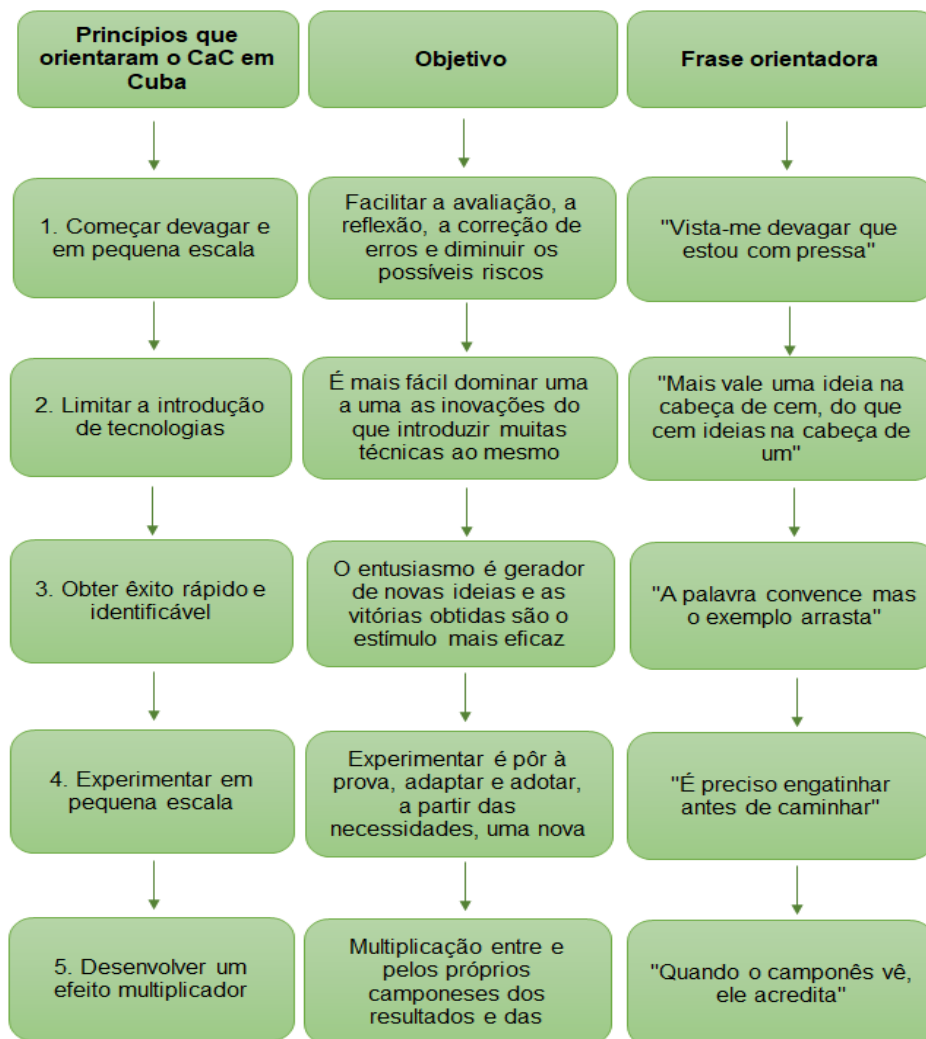 Princípios que
orientaram o CaC em
Cuba
Objetivo
Frase orientadora
1. Começar devagar e
em pequena escala
Facilitar a avaliação, a
reflexão, a correção de
erros e diminuir os
possíveis riscos
"Vista-me devagar que
estou com pressa"
2. Limitar a introdução
de tecnologias
É mais fácil dominar uma
a uma as inovações do
que introduzir muitas
técnicas ao mesmo
"Mais vale uma ideia na
cabeça de cem, do que
cem ideias na cabeça de
um"
3. Obter êxito rápido e
identificável
O entusiasmo é gerador
de novas ideias e as
vitórias obtidas são o
estímulo mais eficaz
"A palavra convence mas
o exemplo arrasta"
4. Experimentar em
pequena escala
Experimentar é pôr à
prova, adaptar e adotar,
a partir das
necessidades, uma nova
"É preciso engatinhar
antes de caminhar"
5. Desenvolver um
efeito multiplicador
Multiplicação entre e
pelos próprios
camponeses dos
resultados e das
"Quando o camponês vê,
ele acredita"